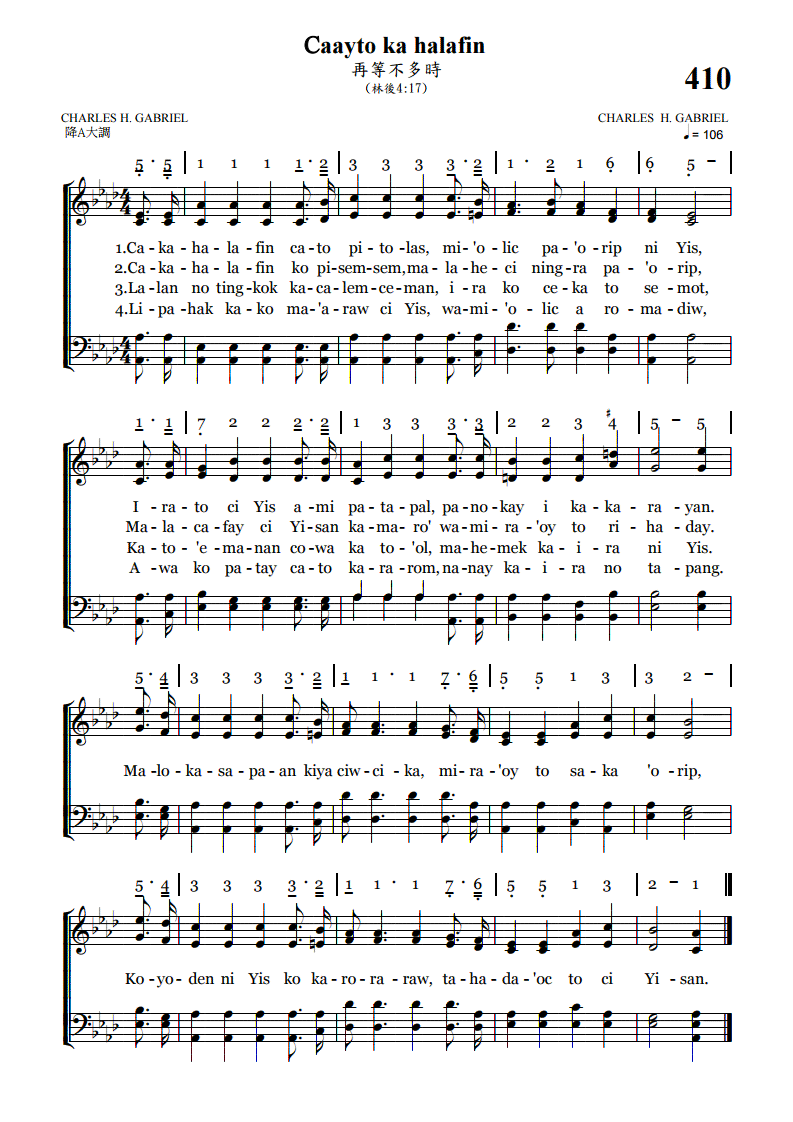 Caayto ka halafin
再等不多時
(林後4:17)
410
CHARLES H. GABRIEL
CHARLES H. GABRIEL
降A大調
= 106
5 · 5 1 1 1 1 · 2 3 3 3 3 · 2 1 · 2 1 6 6 5 –
1.Ca - ka - ha - la - fin ca - to pi - to - las, mi - 'o - lic pa - 'o - rip ni Yis,
2.Ca - ka - ha - la - fin ko pi - sem - sem, ma - la - he - ci ning - ra pa - 'o - rip,
3.La - lan no ting - kok ka - ca - lem - ce - man, i - ra ko ce - ka to se - mot,
4.Li - pa - hak ka - ko ma - 'a - raw ci Yis, wa - mi - 'o - lic a ro - ma - diw,
1 · 1 7 2 2 2 · 2 1 3 3 3 · 3 2 2 3 ♯4 5 – 5
I - ra - to ci Yis a - mi pa - ta - pal, pa - no - kay i ka - ka - ra - yan.
Ma - la - ca - fay ci Yi - san ka - ma - ro' wa - mi - ra - 'oy to ri - ha - day.
Ka - to - 'e - ma - nan co - wa ka to - 'ol, ma - he - mek ka - i - ra ni Yis.
A - wa ko pa - tay ca - to ka - ra - rom, na - nay ka - i - ra no ta - pang.
5 · 4 3 3 3 3 · 2 1 1 · 1 7 · 6 5 5 1 3 3 2 –
Ma - lo - ka - sa - pa - an kiya ciw - ci - ka, mi - ra - 'oy to sa - ka 'o - rip,
5 · 4 3 3 3 3 · 2 1 1 · 1 7 · 6 5 5 1 3 2 – 1
Ko - yo - den ni Yis ko ka - ro - ra - raw, ta - ha - da - 'oc to ci Yi - san.